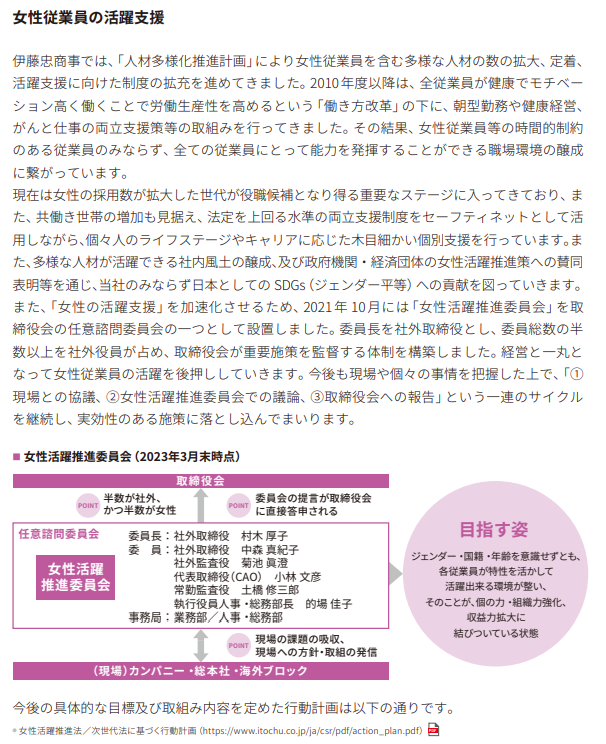 女性従業員の活躍支援
伊藤忠商事では、「人材多様化推進計画」により女性従業員を含む多様な人材の数の拡大、定着、
活躍支援に向けた制度の拡充を進めてきました。2010年度以降は、全従業員が健康でモチベー
ション高く働くことで労働生産性を高めるという「働き方改革」の下に、朝型勤務や健康経営、
がんと仕事の両立支援策等の取組みを行ってきました。その結果、女性従業員等の時間的制約
のある従業員のみならず、全ての従業員にとって能力を発揮することができる職場環境の醸成
に繋がっています。
現在は女性の採用数が拡大した世代が役職候補となり得る重要なステージに入ってきており、ま
た、共働き世帯の増加も見据え、法定を上回る水準の両立支援制度をセーフティネットとして活
用しながら、個々人のライフステージやキャリアに応じた木目細かい個別支援を行っています。ま
た、多様な人材が活躍できる社内風土の醸成、及び政府機関・経済団体の女性活躍推進策への賛同
表明等を通じ、当社のみならず日本としてのSDGs（ジェンダー平等）への貢献を図っていきます。
また、「女性の活躍支援」を加速化させるため、2021年10月には「女性活躍推進委員会」を取
締役会の任意諮問委員会の一つとして設置しました。委員長を社外取締役とし、委員総数の半
数以上を社外役員が占め、取締役会が重要施策を監督する体制を構築しました。経営と一丸と
なって女性従業員の活躍を後押ししていきます。今後も現場や個々の事情を把握した上で、「①
現場との協議、②女性活躍推進委員会での議論、③取締役会への報告」という一連のサイクル
を継続し、実効性のある施策に落とし込んでまいります。
■ 女性活躍推進委員会（2023年3月末時点）
取締役会
POINT 半数が社外、
かつ半数が女性
POINT 委員会の提言が取締役会
に直接答申される
任意諮問委員会
女性活躍
推進委員会
委員長：社外取締役　村木 厚子
委　員：社外取締役　中森 真紀子
社外監査役　菊池 眞澄
代表取締役（CAO）　小林 文彦
常勤監査役　土橋 修三郎
執行役員人事・総務部長　的場 佳子
事務局：業務部／人事・総務部
POINT 現場の課題の吸収、
現場への方針・取組の発信
（現場）カンパニー・総本社・海外ブロック
目指す姿
ジェンダー・国籍・年齢を意識せずとも、
各従業員が特性を活かして
活躍出来る環境が整い、
そのことが、個の力・組織力強化、
収益力拡大に
結びついている状態
今後の具体的な目標及び取組み内容を定めた行動計画は以下の通りです。
* 女性活躍推進法／次世代法に基づく行動計画（https://www.itochu.co.jp/ja/csr/pdf/action_plan.pdf）